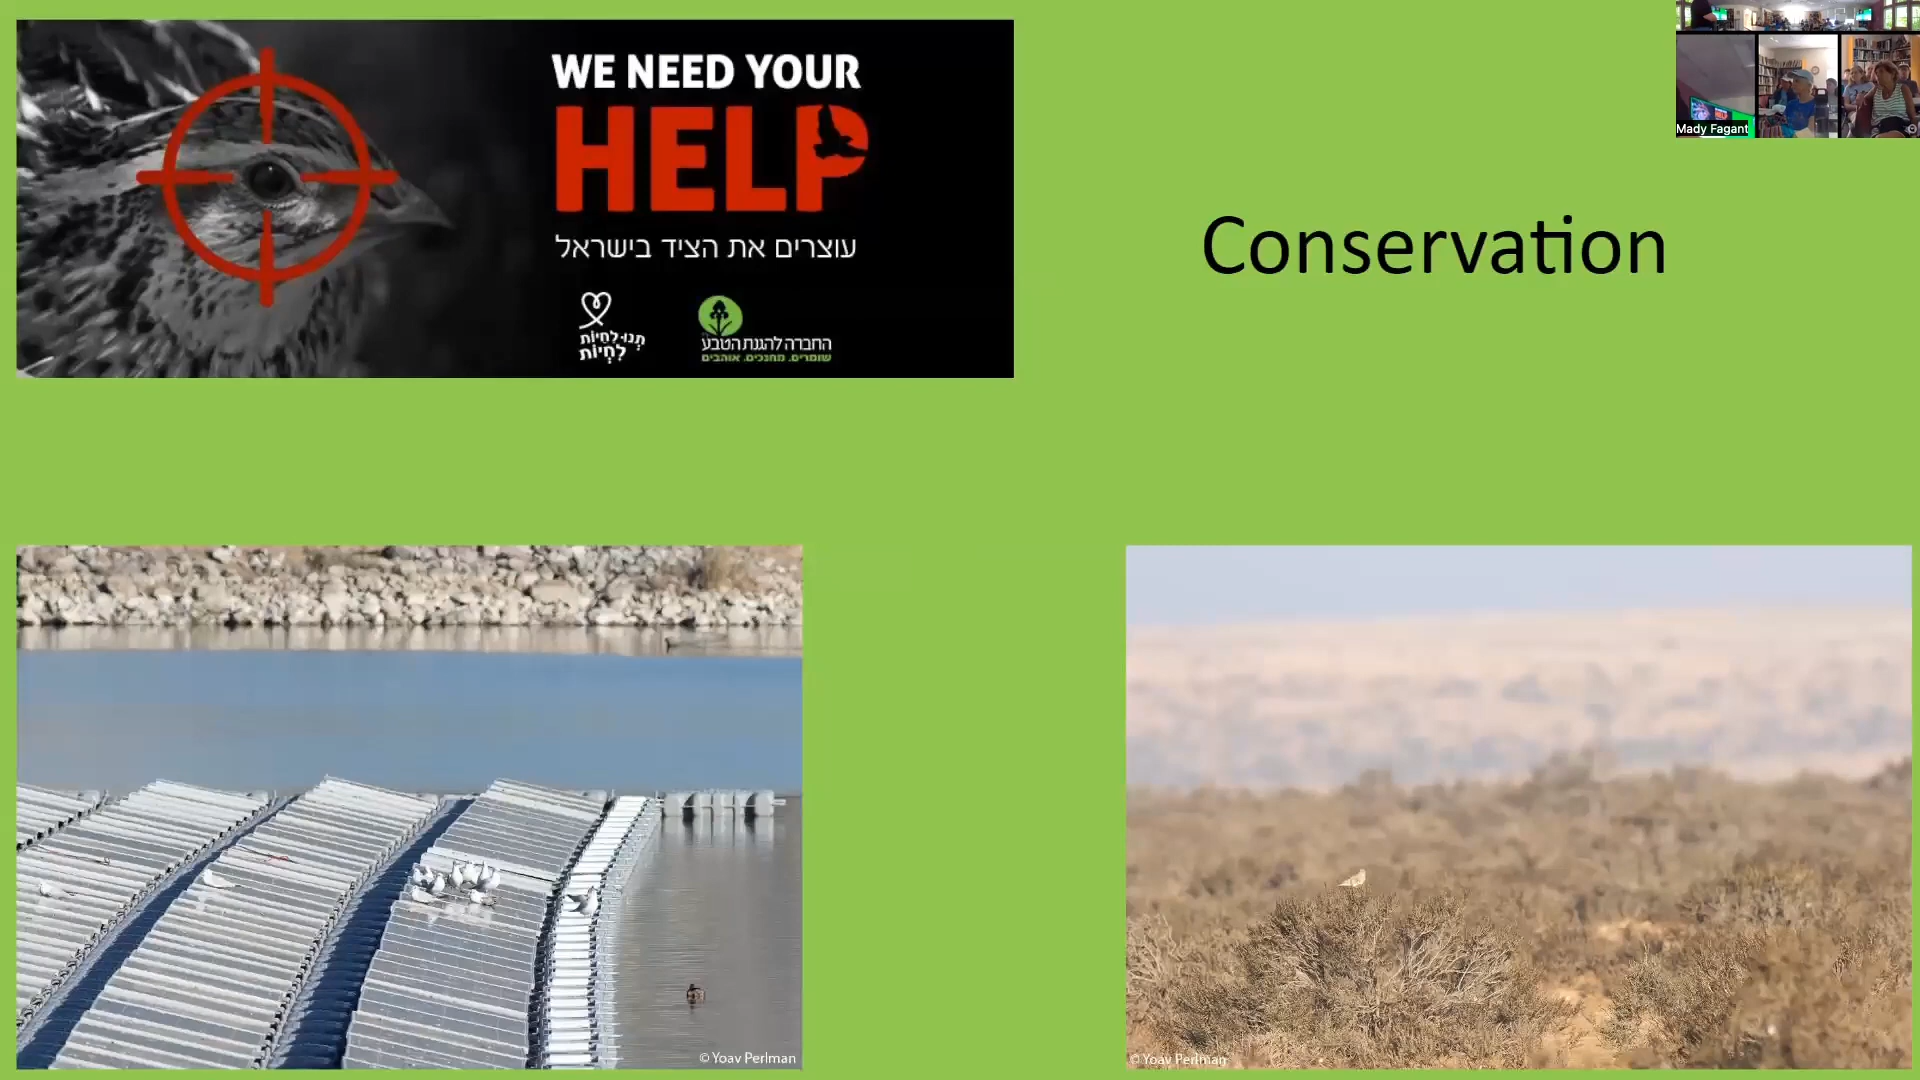 WE NEED YOUR
HELP
עוצרים את הציד בישראל
תנו לחיות
לחיות
החברה להגנת הטבע
שומרים. מחנכים. אוהבים
Conservation
Mady Fagant
© Yoav Perlman
© Yoav Perlman